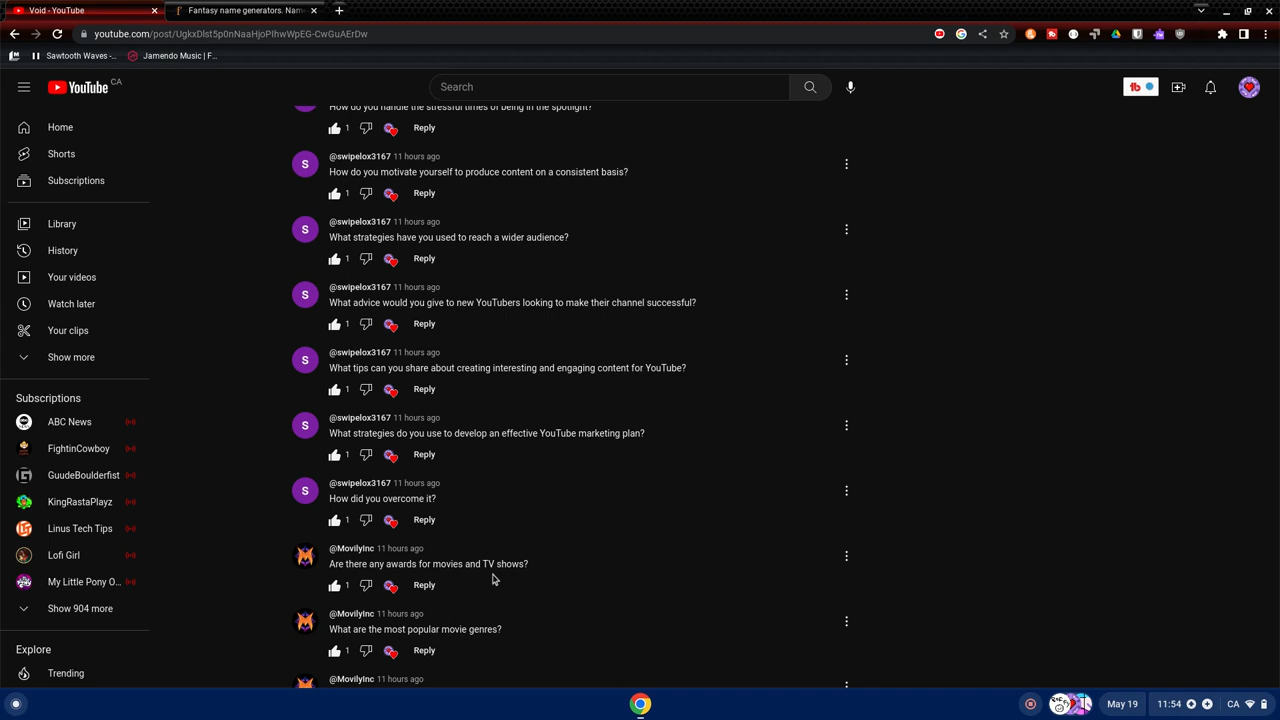 Void - YouTube
Fantasy name generators. Nam
youtube.com/post/UgkxDlst5p0nNaaHjoPIhwWpEG-CwGuAErDw
Sawtooth Waves -...
Jamendo Music | F...
YouTube CA
Search
Home
Shorts
Subscriptions
Library
History
Your videos
Watch later
Your clips
Show more
Subscriptions
ABC News
FightinCowboy
GuudeBoulderfist
KingRastaPlayz
Linus Tech Tips
Lofi Girl
My Little Pony O...
Show 904 more
Explore
Trending
How do you handle the stressful times of being in the spotlight?
1 Reply
@swipelox3167 11 hours ago
How do you motivate yourself to produce content on a consistent basis?
1 Reply
@swipelox3167 11 hours ago
What strategies have you used to reach a wider audience?
1 Reply
@swipelox3167 11 hours ago
What advice would you give to new YouTubers looking to make their channel successful?
1 Reply
@swipelox3167 11 hours ago
What tips can you share about creating interesting and engaging content for YouTube?
1 Reply
@swipelox3167 11 hours ago
What strategies do you use to develop an effective YouTube marketing plan?
1 Reply
@swipelox3167 11 hours ago
How did you overcome it?
1 Reply
@MovilyInc 11 hours ago
Are there any awards for movies and TV shows?
1 Reply
@MovilyInc 11 hours ago
What are the most popular movie genres?
1 Reply
@MovilyInc 11 hours ago
S
S
S
S
S
S
tb
May 19
11:54
CA